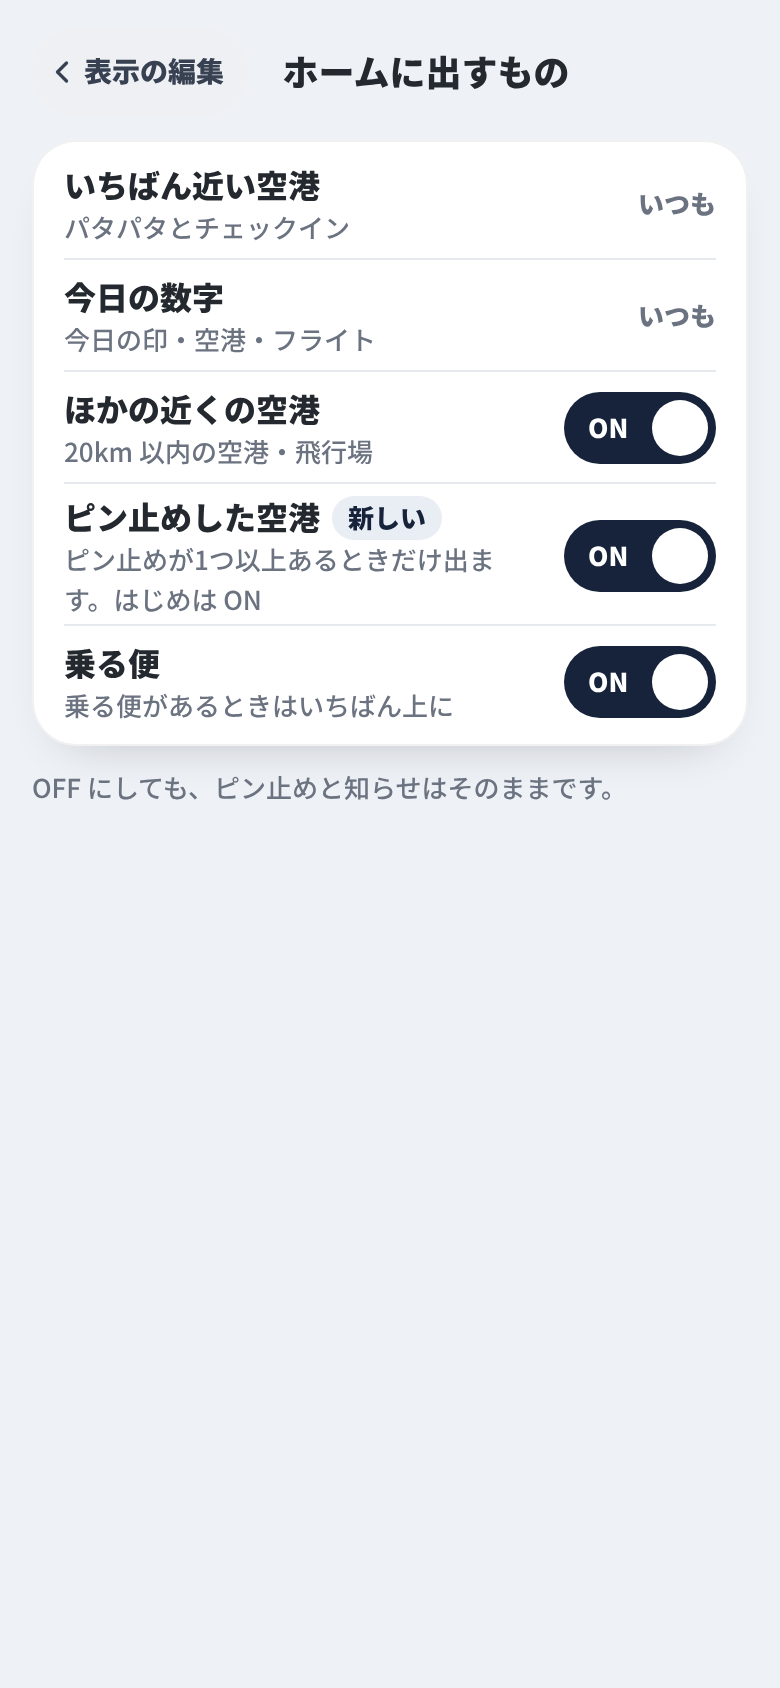 表示の編集
ホームに出すもの
いちばん近い空港
パタパタとチェックイン
いつも
今日の数字
今日の印・空港・フライト
いつも
ほかの近くの空港
20km 以内の空港・飛行場
ON
ピン止めした空港 新しい
ピン止めが1つ以上あるときだけ出ま
す。はじめは ON
ON
乗る便
乗る便があるときはいちばん上に
ON
OFF にしても、ピン止めと知らせはそのままです。